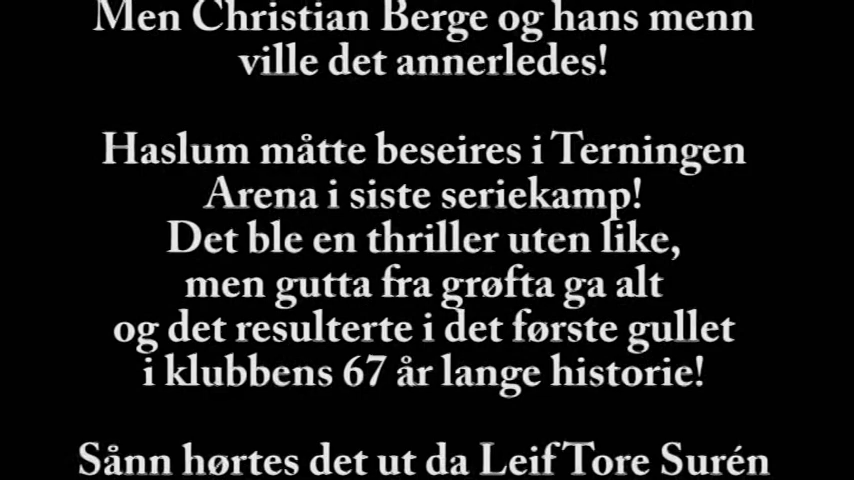 Men Christian Berge og hans menn
ville det annerledes!
Haslum måtte beseires i Terningen
Arena i siste seriekamp!
Det ble en thriller uten like,
men gutta fra grøfta ga alt
og det resulterte i det første gullet
i klubbens 67 år lange historie!
Sånn hørtes det ut da Leif Tore Surén